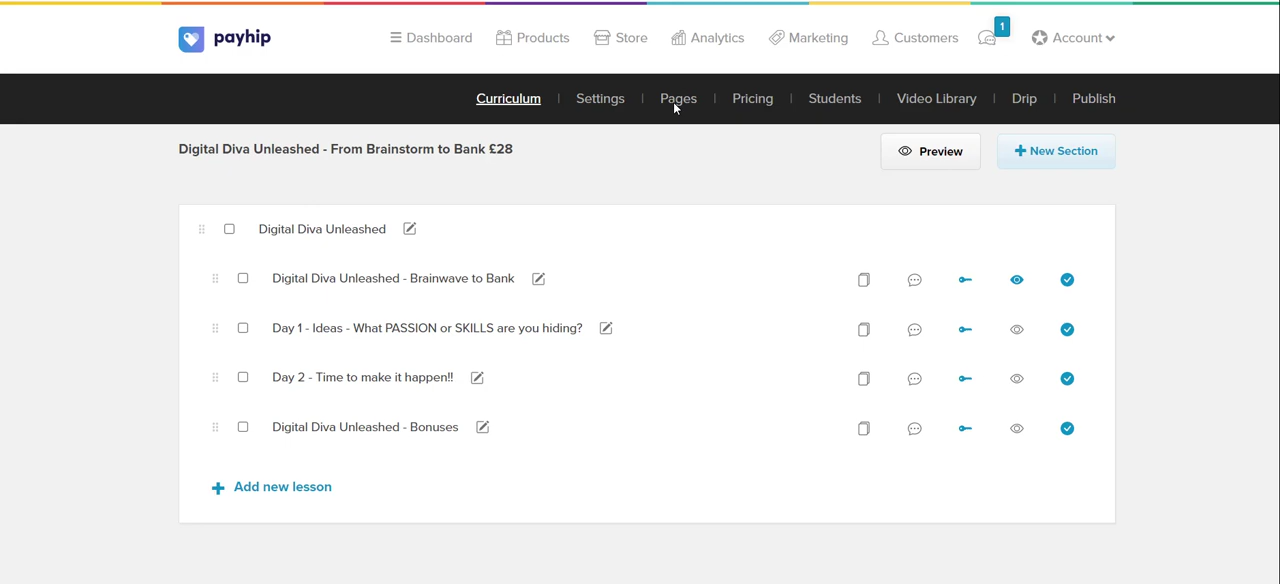 payhip Dashboard Products Store Analytics Marketing Customers 1 Account
Curriculum | Settings | Pages | Pricing | Students | Video Library | Drip | Publish
Digital Diva Unleashed - From Brainstorm to Bank £28 Preview New Section
Digital Diva Unleashed
Digital Diva Unleashed - Brainwave to Bank
Day 1 - Ideas - What PASSION or SKILLS are you hiding?
Day 2 - Time to make it happen!!
Digital Diva Unleashed - Bonuses
Add new lesson